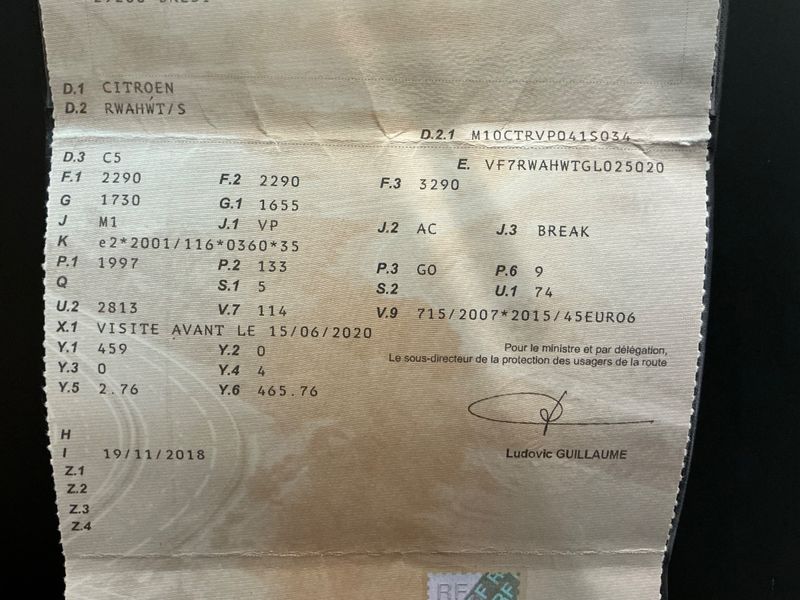 D.1 CITROEN
D.2 RWAHWT/S
D.2.1 M10CTRVP041S034
D.3 C5
E. VF7RWAHWTGL025020
F.1 2290 F.2 2290 F.3 3290
G 1730 G.1 1655
J M1 J.1 VP J.2 AC J.3 BREAK
K e2*2001/116*0360*35
P.1 1997 P.2 133 P.3 GO P.6 9
Q S.1 5 S.2 U.1 74
U.2 2813 V.7 114 V.9 715/2007*2015/45EURO6
X.1 VISITE AVANT LE 15/06/2020
Y.1 459 Y.2 0
Y.3 0 Y.4 4
Y.5 2.76 Y.6 465.76
Pour le ministre et par délégation,
Le sous-directeur de la protection des usagers de la route
Ludovic GUILLAUME
H
I 19/11/2018
Z.1
Z.2
Z.3
Z.4
RF